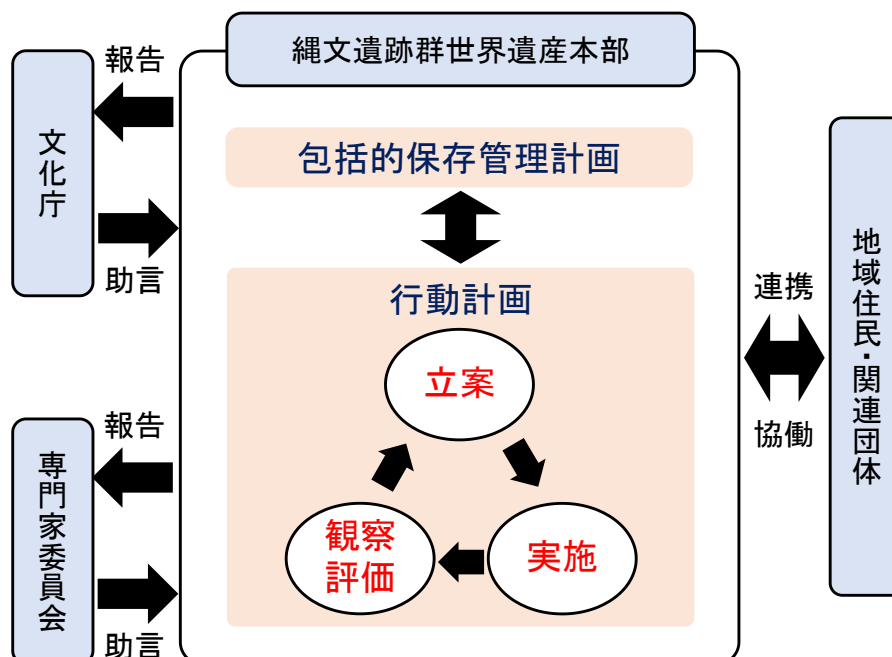 縄文遺跡群世界遺産本部
報告
文化庁
助言
包括的保存管理計画
行動計画
立案
実施
観察
評価
報告
専門家委員会
助言
連携
協働
地域住民・関連団体